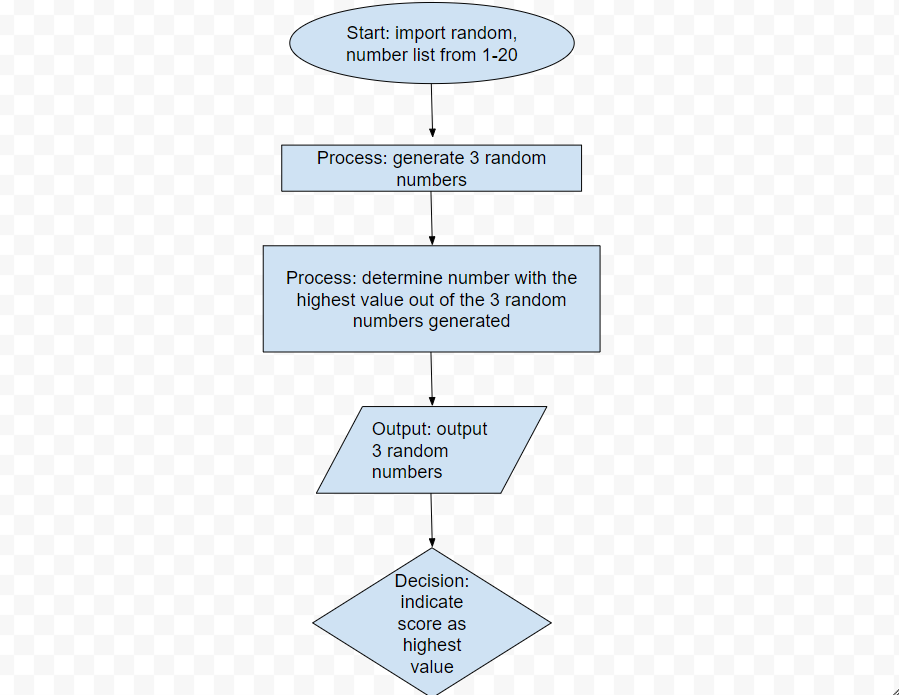 Start: import random,
number list from 1-20
Process: generate 3 random
numbers
Process: determine number with the
highest value out of the 3 random
numbers generated
Output: output
3 random
numbers
Decision:
indicate
score as
highest
value